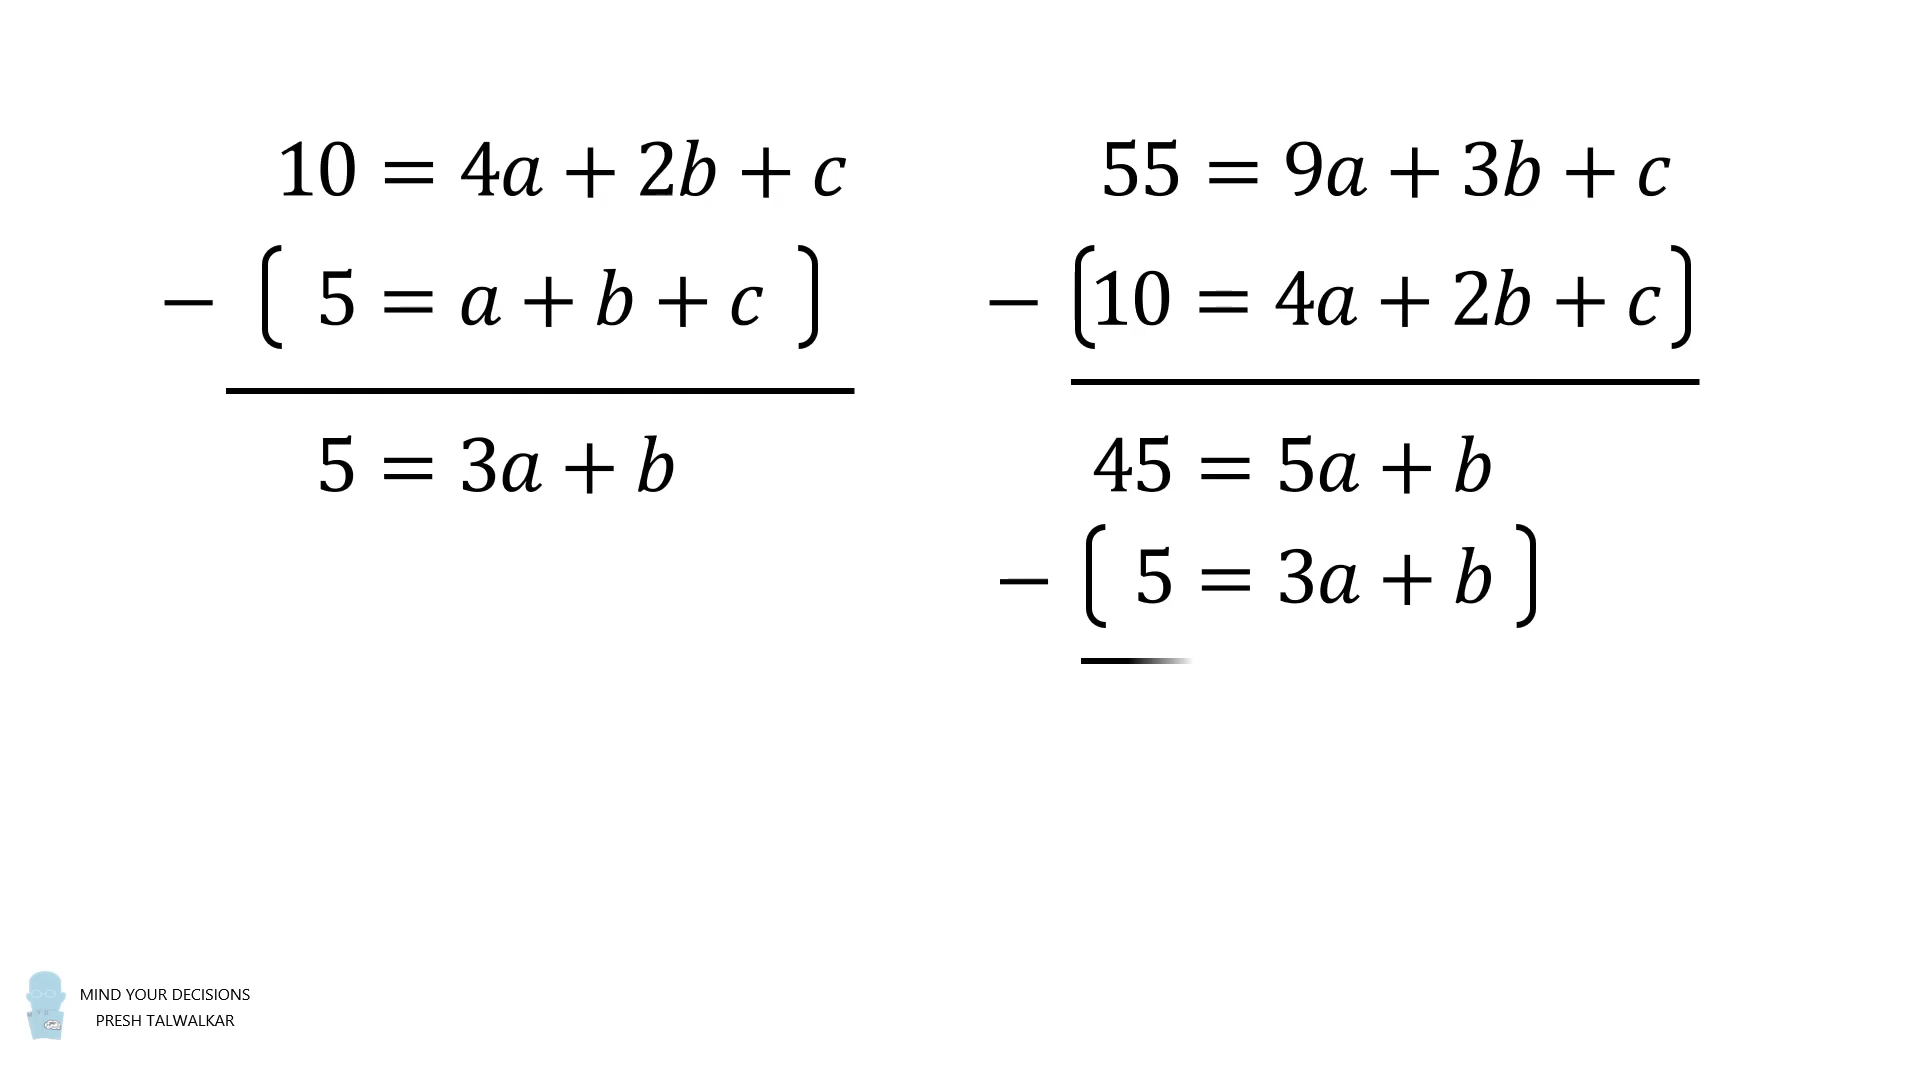 10 = 4a + 2b + c
− ( 5 = a + b + c )
5 = 3a + b
55 = 9a + 3b + c
− (10 = 4a + 2b + c)
45 = 5a + b
− ( 5 = 3a + b )
MIND YOUR DECISIONS
PRESH TALWALKAR